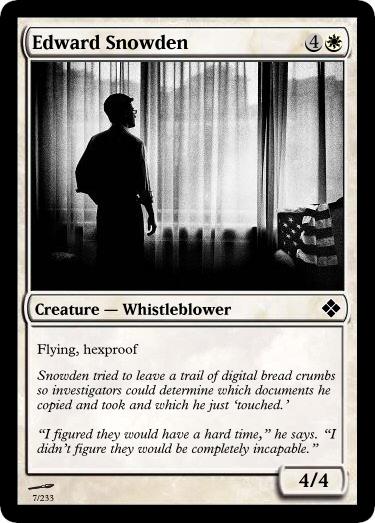 Edward Snowden 4
Creature — Whistleblower
Flying, hexproof
Snowden tried to leave a trail of digital bread crumbs
so investigators could determine which documents he
copied and took and which he just ‘touched.’
“I figured they would have a hard time,” he says. “I
didn’t figure they would be completely incapable.”
4/4
7/233